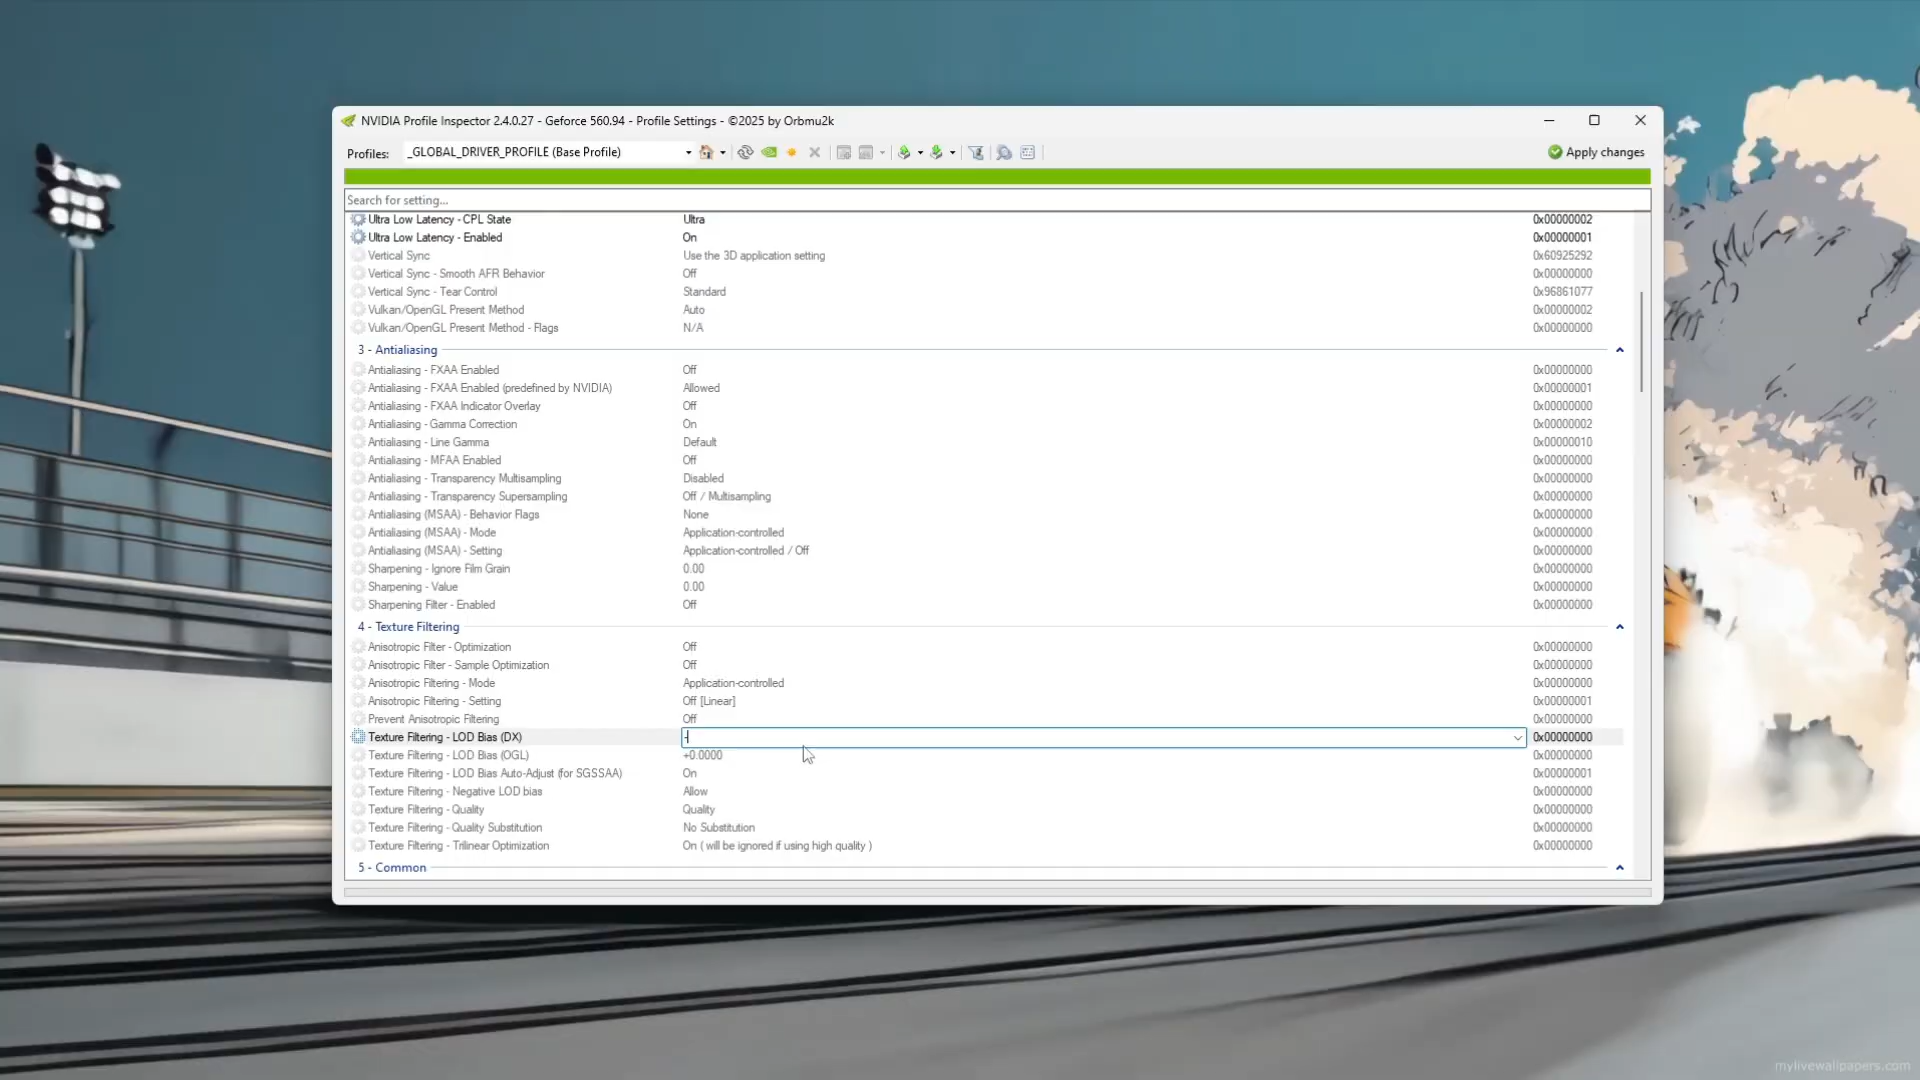 NVIDIA Profile Inspector 2.4.0.27 - Geforce 560.94 - Profile Settings - ©2025 by Orbmu2k
Profiles: _GLOBAL_DRIVER_PROFILE (Base Profile) Apply changes
Search for setting...
Ultra Low Latency - CPL State Ultra 0x00000002
Ultra Low Latency - Enabled On 0x00000001
Vertical Sync Use the 3D application setting 0x60925292
Vertical Sync - Smooth AFR Behavior Off 0x00000000
Vertical Sync - Tear Control Standard 0x96861077
Vulkan/OpenGL Present Method Auto 0x00000002
Vulkan/OpenGL Present Method - Flags N/A 0x00000000
3 - Antialiasing
Antialiasing - FXAA Enabled Off 0x00000000
Antialiasing - FXAA Enabled (predefined by NVIDIA) Allowed 0x00000001
Antialiasing - FXAA Indicator Overlay Off 0x00000000
Antialiasing - Gamma Correction On 0x00000002
Antialiasing - Line Gamma Default 0x00000010
Antialiasing - MFAA Enabled Off 0x00000000
Antialiasing - Transparency Multisampling Disabled 0x00000000
Antialiasing - Transparency Supersampling Off / Multisampling 0x00000000
Antialiasing (MSAA) - Behavior Flags None 0x00000000
Antialiasing (MSAA) - Mode Application-controlled 0x00000000
Antialiasing (MSAA) - Setting Application-controlled / Off 0x00000000
Sharpening - Ignore Film Grain 0.00 0x00000000
Sharpening - Value 0.00 0x00000000
Sharpening Filter - Enabled Off 0x00000000
4 - Texture Filtering
Anisotropic Filter - Optimization Off 0x00000000
Anisotropic Filter - Sample Optimization Off 0x00000000
Anisotropic Filtering - Mode Application-controlled 0x00000000
Anisotropic Filtering - Setting Off [Linear] 0x00000001
Prevent Anisotropic Filtering Off 0x00000000
Texture Filtering - LOD Bias (DX) - 0x00000000
Texture Filtering - LOD Bias (OGL) +0.0000 0x00000000
Texture Filtering - LOD Bias Auto-Adjust (for SGSSAA) On 0x00000001
Texture Filtering - Negative LOD bias Allow 0x00000000
Texture Filtering - Quality Quality 0x00000000
Texture Filtering - Quality Substitution No Substitution 0x00000000
Texture Filtering - Trilinear Optimization On ( will be ignored if using high quality ) 0x00000000
5 - Common
mylivewallpapers.com